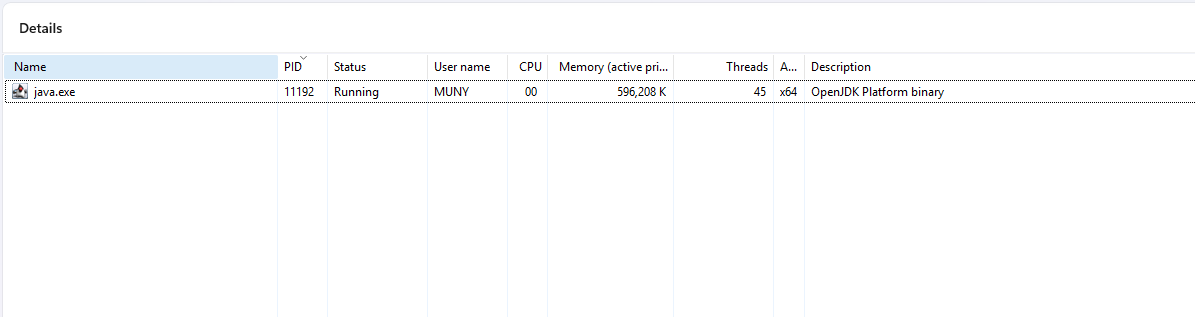 Details
Name PID Status User name CPU Memory (active pri... Threads A... Description
java.exe 11192 Running MUNY 00 596,208 K 45 x64 OpenJDK Platform binary